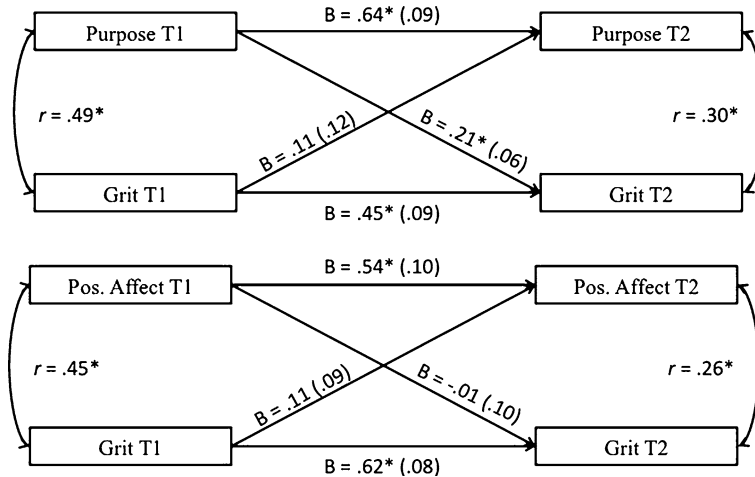 B = .64* (.09)
Purpose T1
Purpose T2
r = .49*
r = .30*
B = .11 (.12)
B = .21* (.06)
Grit T1
Grit T2
B = .45* (.09)
B = .54* (.10)
Pos. Affect T1
Pos. Affect T2
r = .45*
r = .26*
B = .11 (.09)
B = -.01 (.10)
Grit T1
Grit T2
B = .62* (.08)